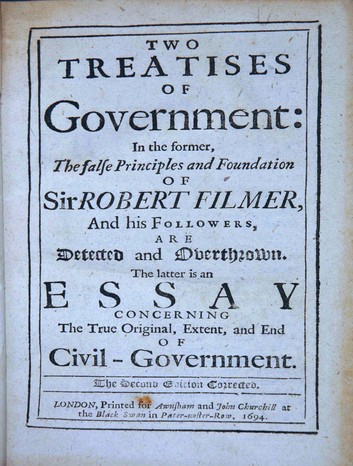 TWO
TREATISES
OF
Government:
In the former,
The false Principles and Foundation
OF
Sir ROBERT FILMER,
And his FOLLOWERS,
ARE
Detected and Overthrown.
The latter is an
ESSAY
CONCERNING
The True Original, Extent, and End
OF
Civil-Government.
The Second Edition Corrected.
LONDON, Printed for Awnsham and John Churchill at
the Black Swan in Pater-noster-Row, 1694.